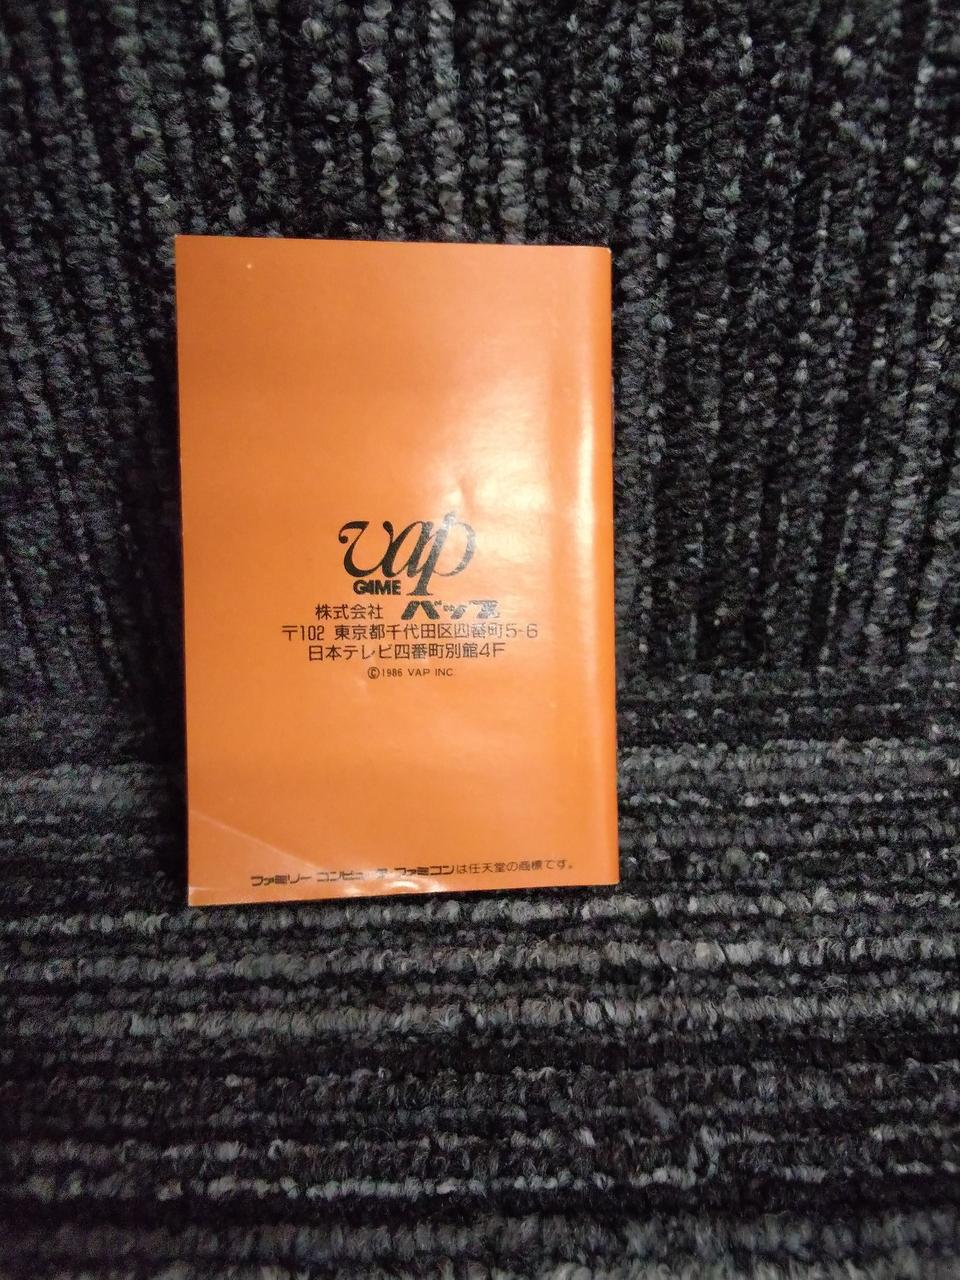 vap
GAME
株式会社 バップ
〒102 東京都千代田区四番町5-6
日本テレビ四番町別館4F
©1986 VAP INC
ファミリーコンピュータ・ファミコンは任天堂の商標です。